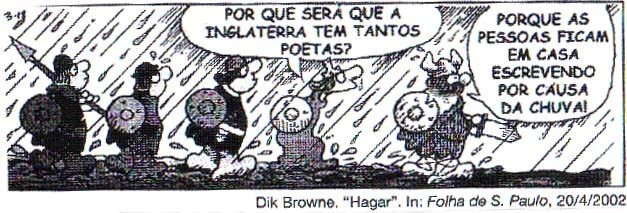 3-19
POR QUE SERÁ QUE A
INGLATERRA TEM TANTOS
POETAS?
PORQUE AS
PESSOAS FICAM
EM CASA
ESCREVENDO
POR CAUSA
DA CHUVA!
Dik Browne. "Hagar". In: Folha de S. Paulo, 20/4/2002